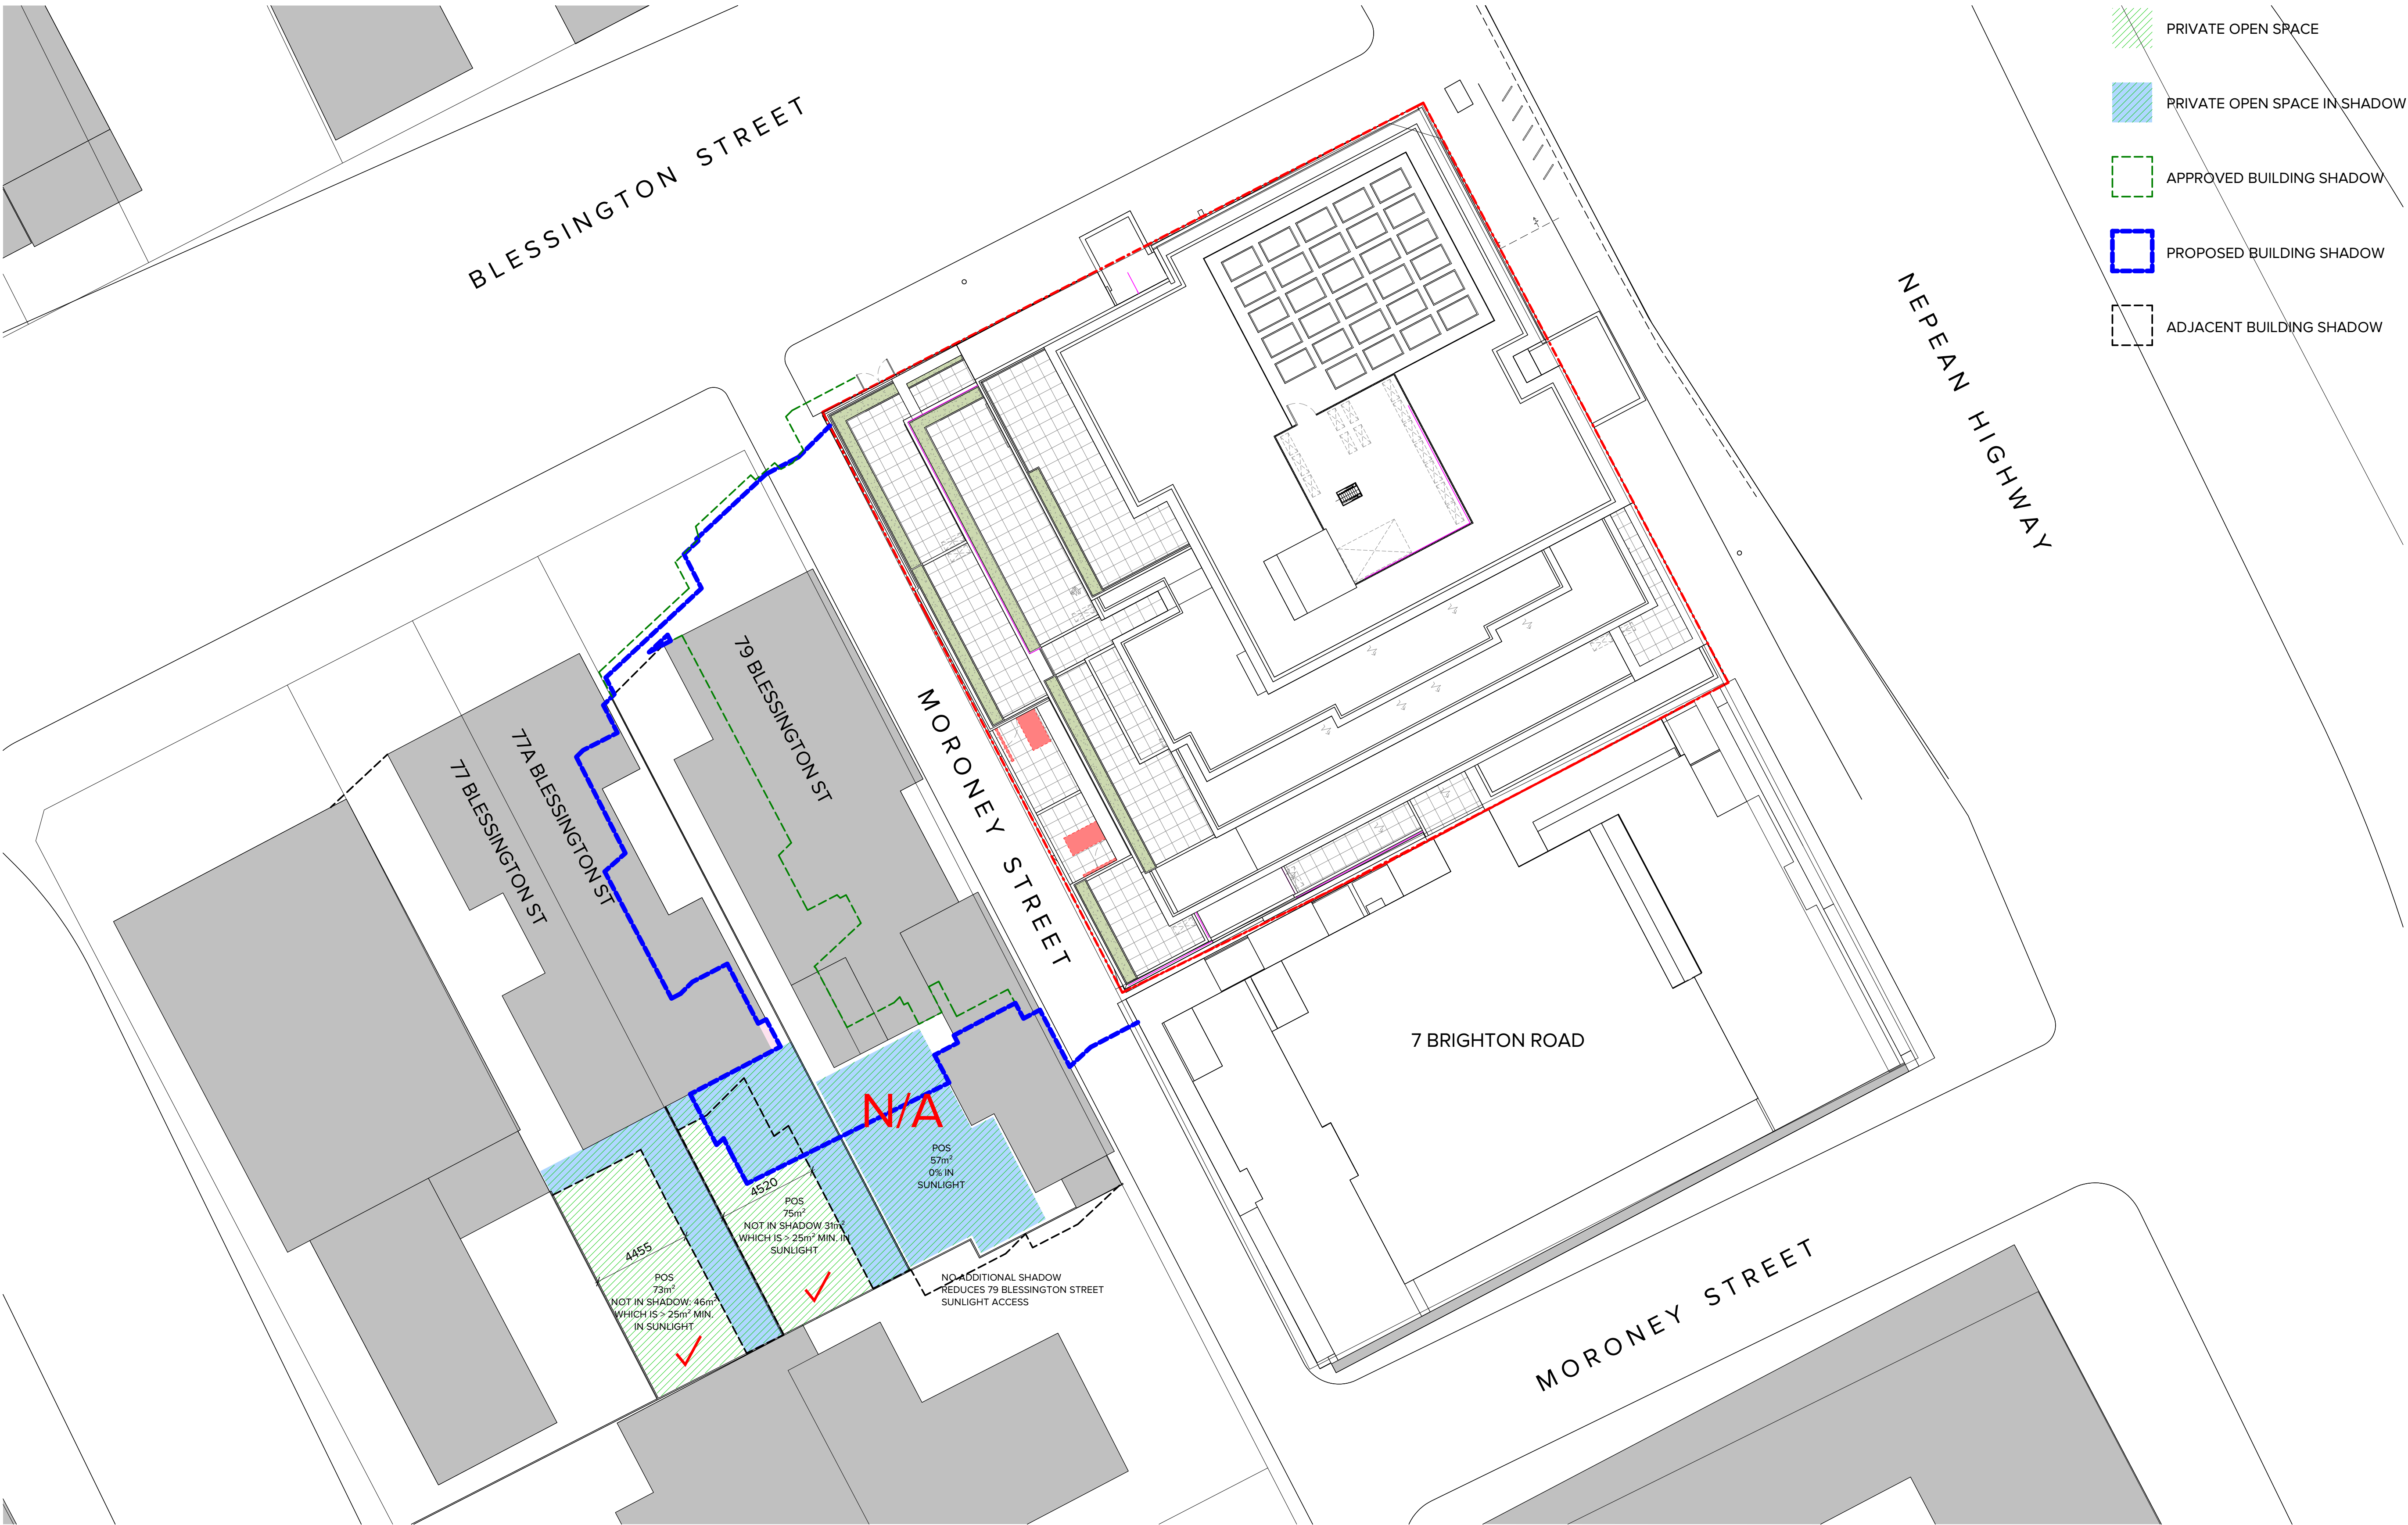 PRIVATE OPEN SPACE
PRIVATE OPEN SPACE IN SHADOW
APPROVED BUILDING SHADOW
PROPOSED BUILDING SHADOW
ADJACENT BUILDING SHADOW
BLESSINGTON STREET
NEPEAN HIGHWAY
79 BLESSINGTON ST
77A BLESSINGTON ST
77 BLESSINGTON ST
MORONEY STREET
7 BRIGHTON ROAD
N/A
POS
57m²
0% IN
SUNLIGHT
4520
POS
75m²
NOT IN SHADOW 31m²
WHICH IS > 25m² MIN. IN
SUNLIGHT
4455
POS
73m²
NOT IN SHADOW: 46m²
WHICH IS > 25m² MIN.
IN SUNLIGHT
NO ADDITIONAL SHADOW
REDUCES 79 BLESSINGTON STREET
SUNLIGHT ACCESS
MORONEY STREET